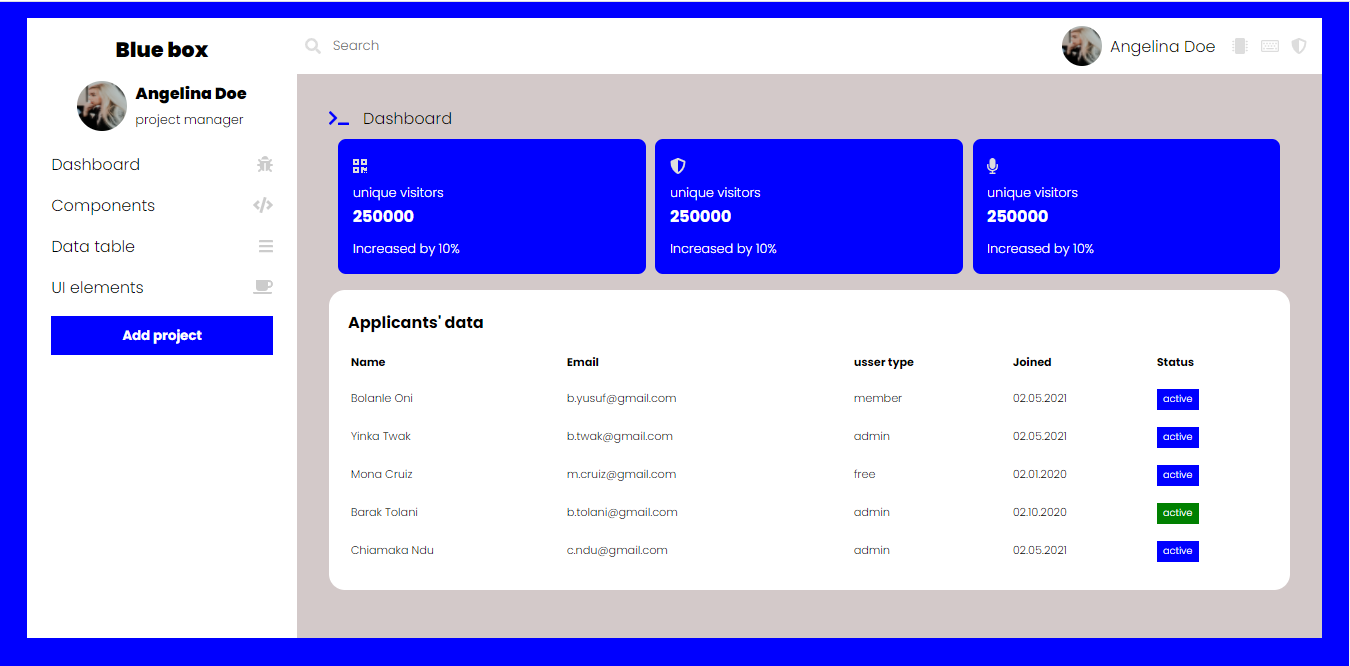 Blue box
Angelina Doe
project manager
Dashboard
Components
Data table
UI elements
Add project
Search
Angelina Doe
Dashboard
unique visitors
250000
Increased by 10%
unique visitors
250000
Increased by 10%
unique visitors
250000
Increased by 10%
Applicants' data
Name Email usser type Joined Status
Bolanle Oni b.yusuf@gmail.com member 02.05.2021 active
Yinka Twak b.twak@gmail.com admin 02.05.2021 active
Mona Cruiz m.cruiz@gmail.com free 02.01.2020 active
Barak Tolani b.tolani@gmail.com admin 02.10.2020 active
Chiamaka Ndu c.ndu@gmail.com admin 02.05.2021 active